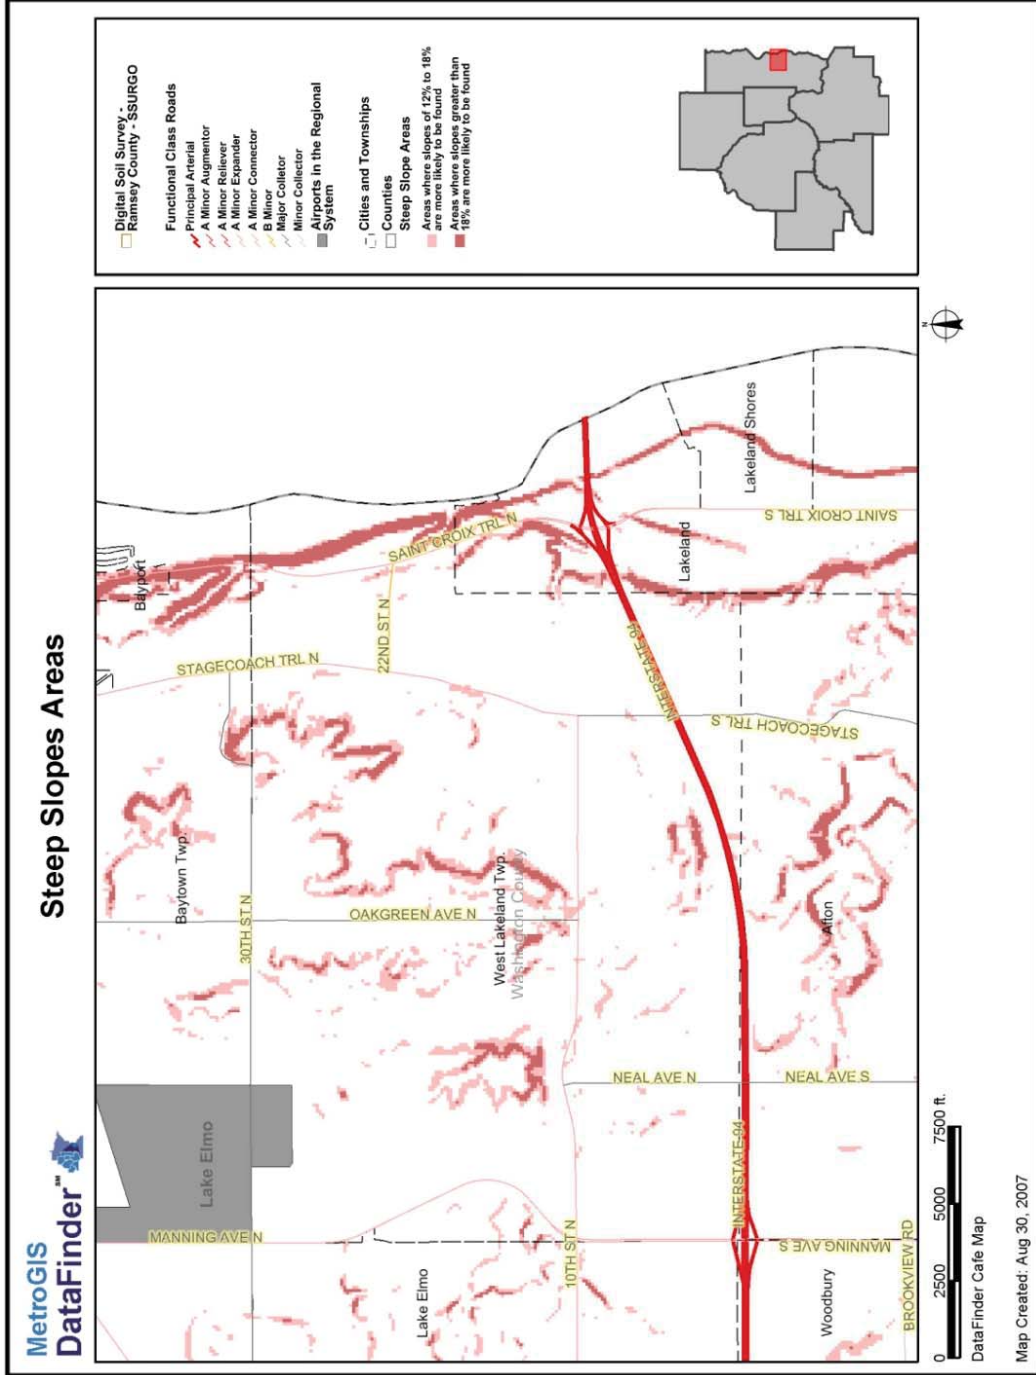 Steep Slopes Areas
MetroGIS
DataFinder SM
Digital Soil Survey -
Ramsey County - SSURGO
Functional Class Roads
Principal Arterial
A Minor Augmentor
A Minor Reliever
A Minor Expander
A Minor Connector
B Minor
Major Colletor
Minor Collector
Airports in the Regional
System
Cities and Townships
Counties
Steep Slope Areas
Areas where slopes of 12% to 18%
are more likely to be found
Areas where slopes greater than
18% are more likely to be found
Bayport
STAGECOACH TRL N
Baytown Twp.
30TH ST N
Lake Elmo
MANNING AVE N
SAINT CROIX TRL N
22ND ST N
OAKGREEN AVE N
West Lakeland Twp.
Washington County
Lake Elmo
10TH ST N
Lakeland Shores
SAINT CROIX TRL S
Lakeland
INTERSTATE-94
STAGECOACH TRL S
Afton
NEAL AVE N
NEAL AVE S
INTERSTATE-94
MANNING AVE S
Woodbury
BROOKVIEW RD
N
0 2500 5000 7500 ft.
DataFinder Cafe Map
Map Created: Aug 30, 2007